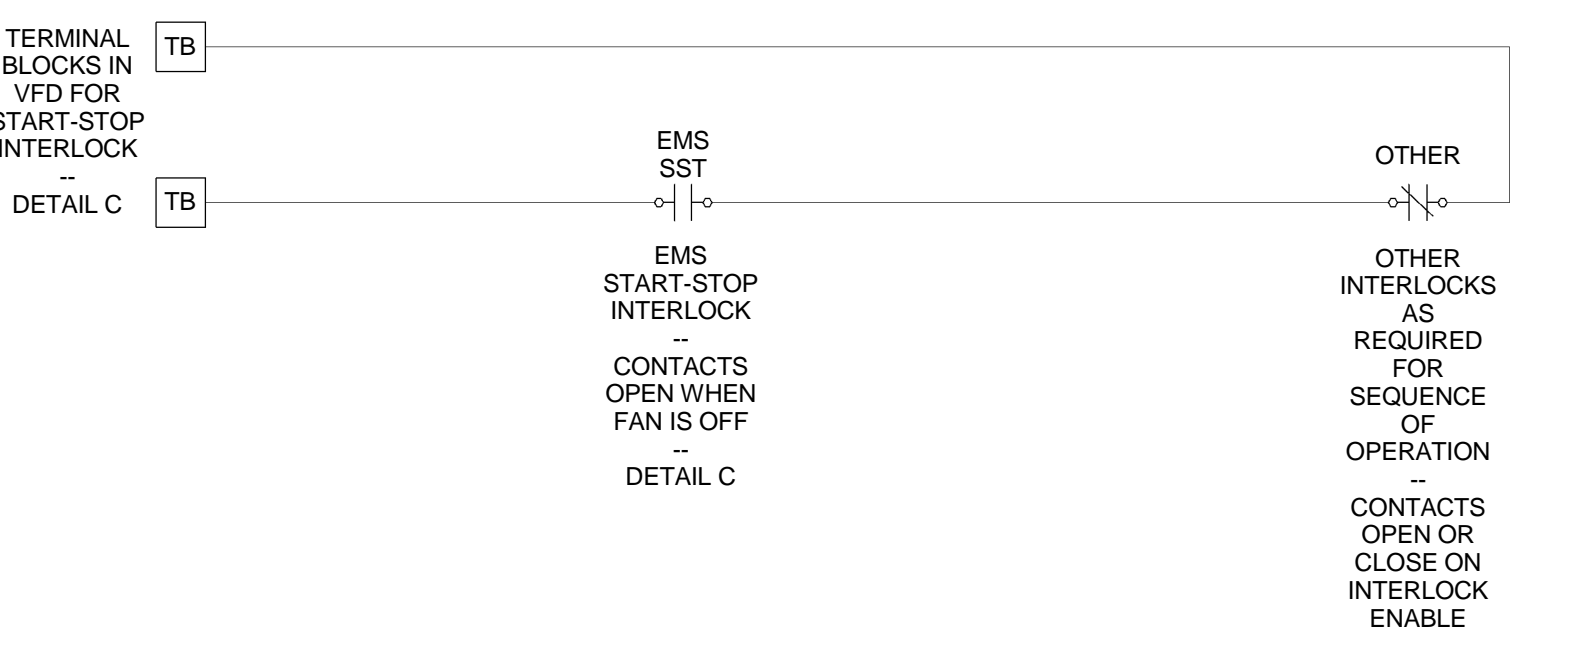 TERMINAL
BLOCKS IN
VFD FOR
START-STOP
INTERLOCK
--
DETAIL C
TB
TB
EMS
SST
EMS
START-STOP
INTERLOCK
--
CONTACTS
OPEN WHEN
FAN IS OFF
--
DETAIL C
OTHER
OTHER
INTERLOCKS
AS
REQUIRED
FOR
SEQUENCE
OF
OPERATION
--
CONTACTS
OPEN OR
CLOSE ON
INTERLOCK
ENABLE